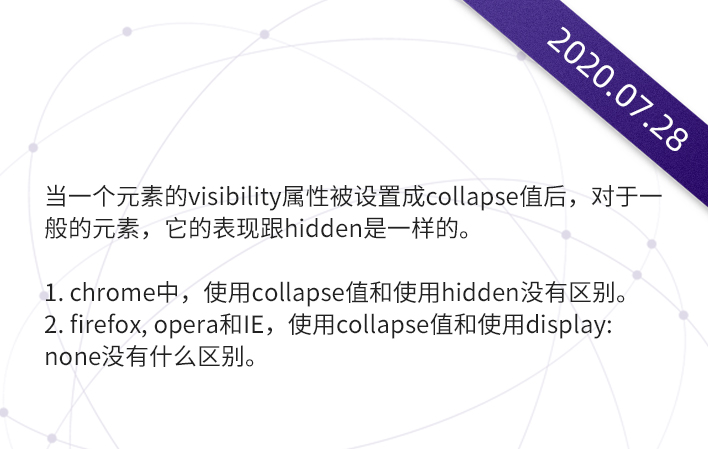 2020.07.28
当一个元素的visibility属性被设置成collapse值后，对于一
般的元素，它的表现跟hidden是一样的。
1. chrome中，使用collapse值和使用hidden没有区别。
2. firefox, opera和IE，使用collapse值和使用display:
none没有什么区别。